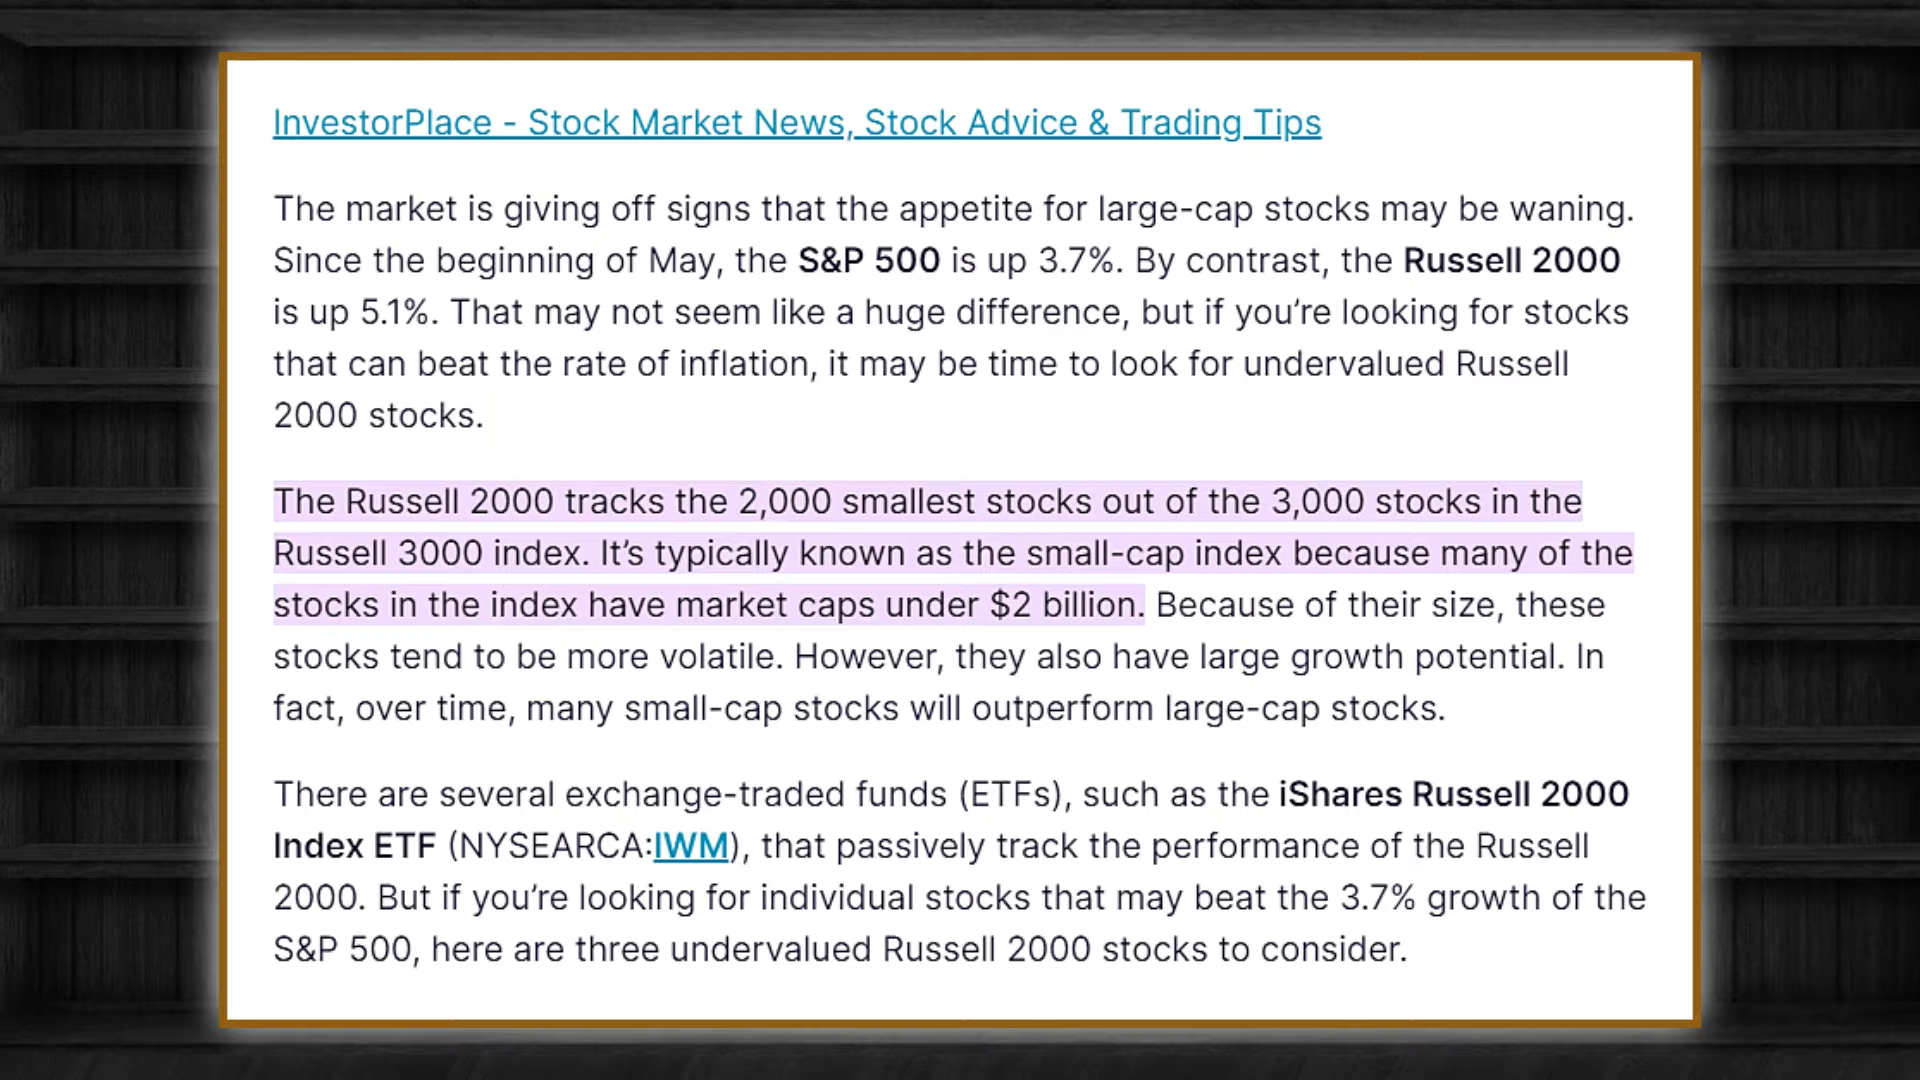 InvestorPlace - Stock Market News, Stock Advice & Trading Tips
The market is giving off signs that the appetite for large-cap stocks may be waning.
Since the beginning of May, the S&P 500 is up 3.7%. By contrast, the Russell 2000
is up 5.1%. That may not seem like a huge difference, but if you’re looking for stocks
that can beat the rate of inflation, it may be time to look for undervalued Russell
2000 stocks.
The Russell 2000 tracks the 2,000 smallest stocks out of the 3,000 stocks in the
Russell 3000 index. It’s typically known as the small-cap index because many of the
stocks in the index have market caps under $2 billion. Because of their size, these
stocks tend to be more volatile. However, they also have large growth potential. In
fact, over time, many small-cap stocks will outperform large-cap stocks.
There are several exchange-traded funds (ETFs), such as the iShares Russell 2000
Index ETF (NYSEARCA:IWM), that passively track the performance of the Russell
2000. But if you’re looking for individual stocks that may beat the 3.7% growth of the
S&P 500, here are three undervalued Russell 2000 stocks to consider.